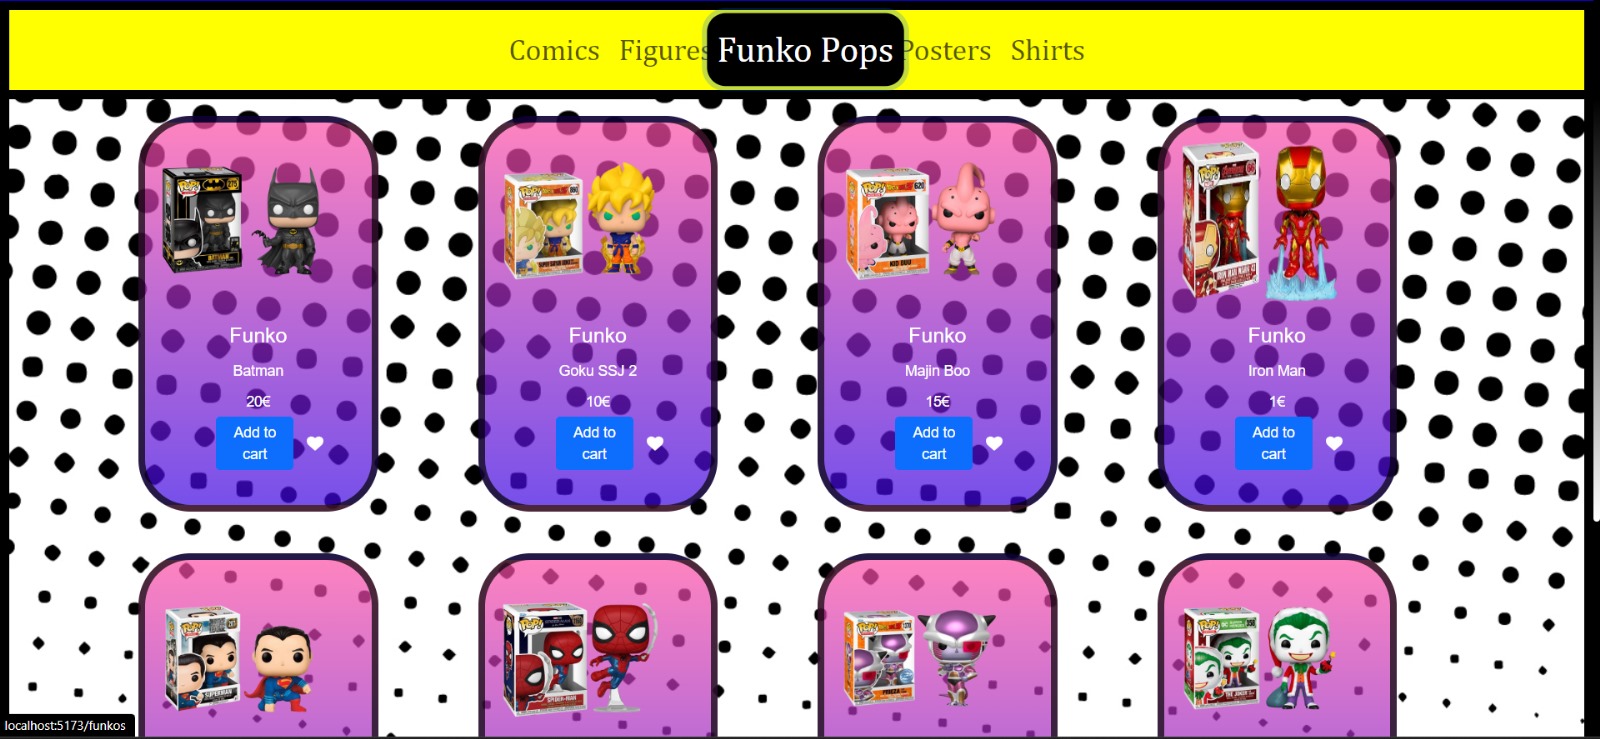 Comics Figures Funko Pops Posters Shirts
Funko Funko Funko Funko
Batman Goku SSJ 2 Majin Boo Iron Man
20€ 10€ 15€ 1€
Add to Add to Add to Add to
cart cart cart cart
localhost:5173/funkos